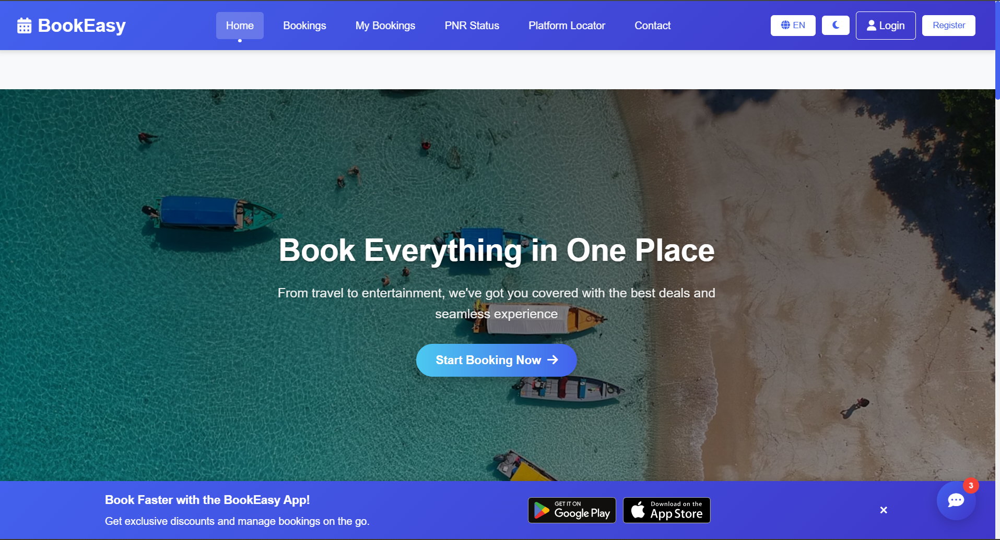 BookEasy
Home
Bookings
My Bookings
PNR Status
Platform Locator
Contact
EN
Login
Register
Book Everything in One Place
From travel to entertainment, we've got you covered with the best deals and
seamless experience
Start Booking Now
Book Faster with the BookEasy App!
Get exclusive discounts and manage bookings on the go.
GET IT ON
Google Play
Download on the
App Store
3